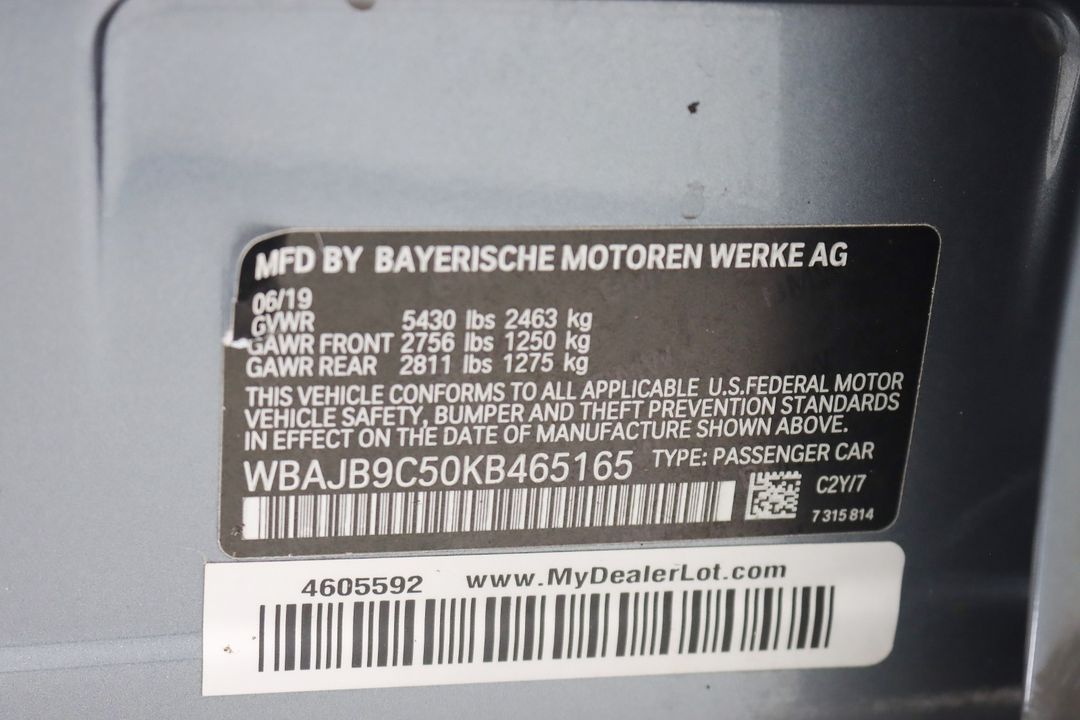 MFD BY BAYERISCHE MOTOREN WERKE AG
06/19
GVWR 5430 lbs 2463 kg
GAWR FRONT 2756 lbs 1250 kg
GAWR REAR 2811 lbs 1275 kg
THIS VEHICLE CONFORMS TO ALL APPLICABLE U.S.FEDERAL MOTOR
VEHICLE SAFETY, BUMPER AND THEFT PREVENTION STANDARDS
IN EFFECT ON THE DATE OF MANUFACTURE SHOWN ABOVE.
WBAJB9C50KB465165 TYPE: PASSENGER CAR
C2Y/7
7 315 814
4605592 www.MyDealerLot.com